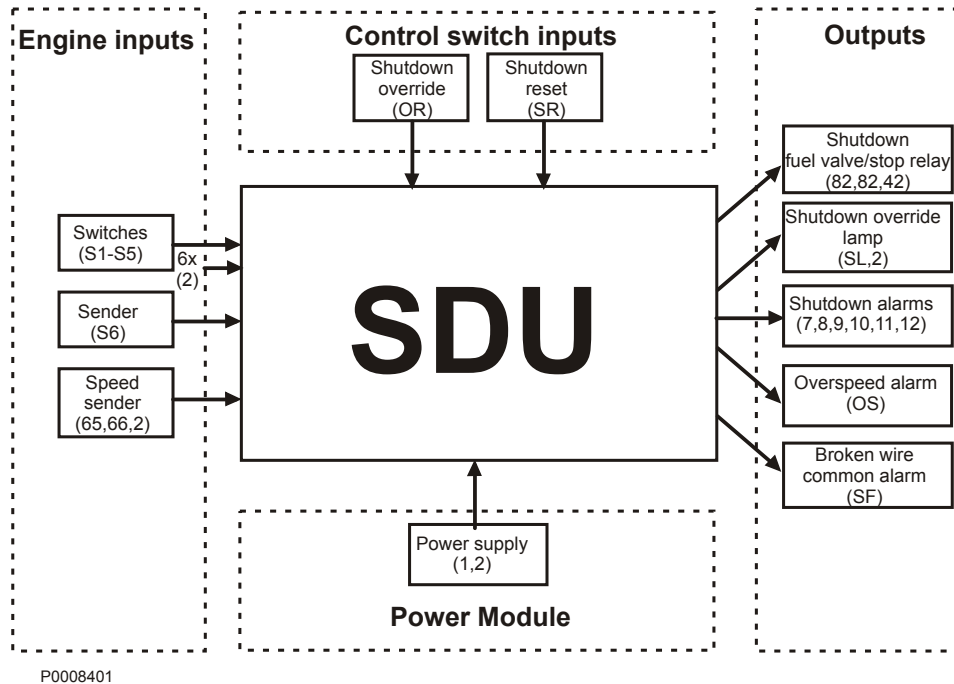 Engine inputs
Control switch inputs
Outputs
Shutdown
override
(OR)
Shutdown
reset
(SR)
Switches
(S1-S5)
6x
(2)
Sender
(S6)
Speed
sender
(65,66,2)
SDU
Shutdown
fuel valve/stop relay
(82,82,42)
Shutdown override
lamp
(SL,2)
Shutdown alarms
(7,8,9,10,11,12)
Overspeed alarm
(OS)
Broken wire
common alarm
(SF)
Power supply
(1,2)
Power Module
P0008401